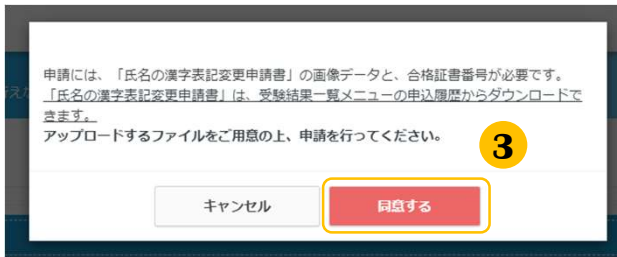 申請には、「氏名の漢字表記変更申請書」の画像データと、合格証書番号が必要です。
「氏名の漢字表記変更申請書」は、受験結果一覧メニューの申込履歴からダウンロードで
きます。
アップロードするファイルをご用意の上、申請を行ってください。
3
キャンセル
同意する